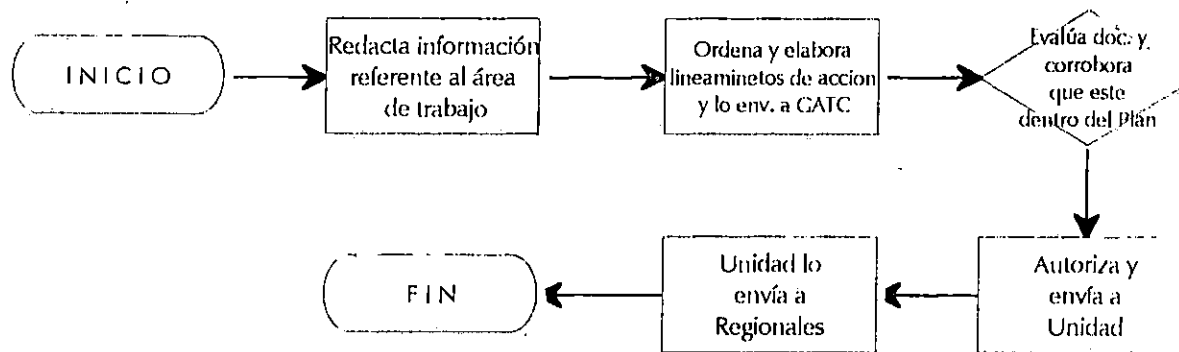 INICIO
Redacta información
referente al área
de trabajo
Ordena y elabora
lineaminetos de accion
y lo env. a GATC
Evalúa doc. y
corrobora
que este
dentro del Plán
Autoriza y
envía a
Unidad
Unidad lo
envía a
Regionales
FIN